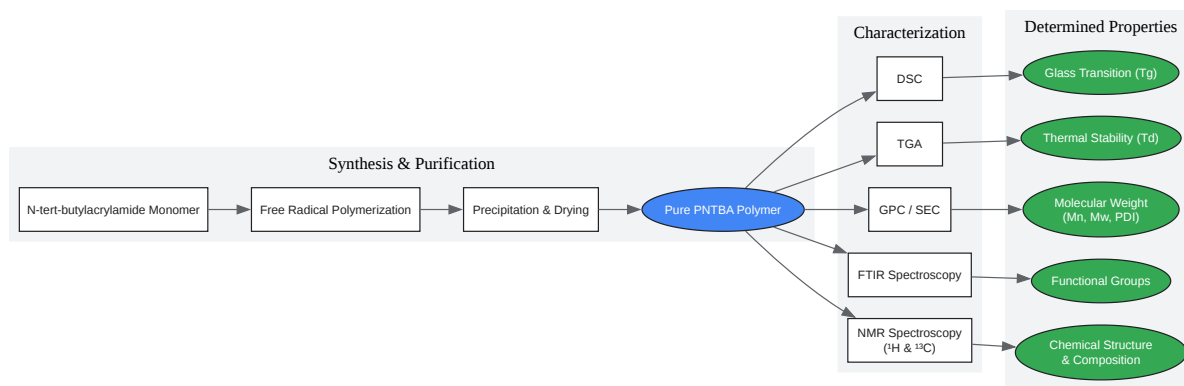 Synthesis & Purification
N-tert-butylacrylamide Monomer
Free Radical Polymerization
Precipitation & Drying
Pure PNTBA Polymer
Characterization
DSC
TGA
GPC / SEC
FTIR Spectroscopy
NMR Spectroscopy
(¹H & ¹³C)
Determined Properties
Glass Transition (Tg)
Thermal Stability (Td)
Molecular Weight
(Mn, Mw, PDI)
Functional Groups
Chemical Structure
& Composition